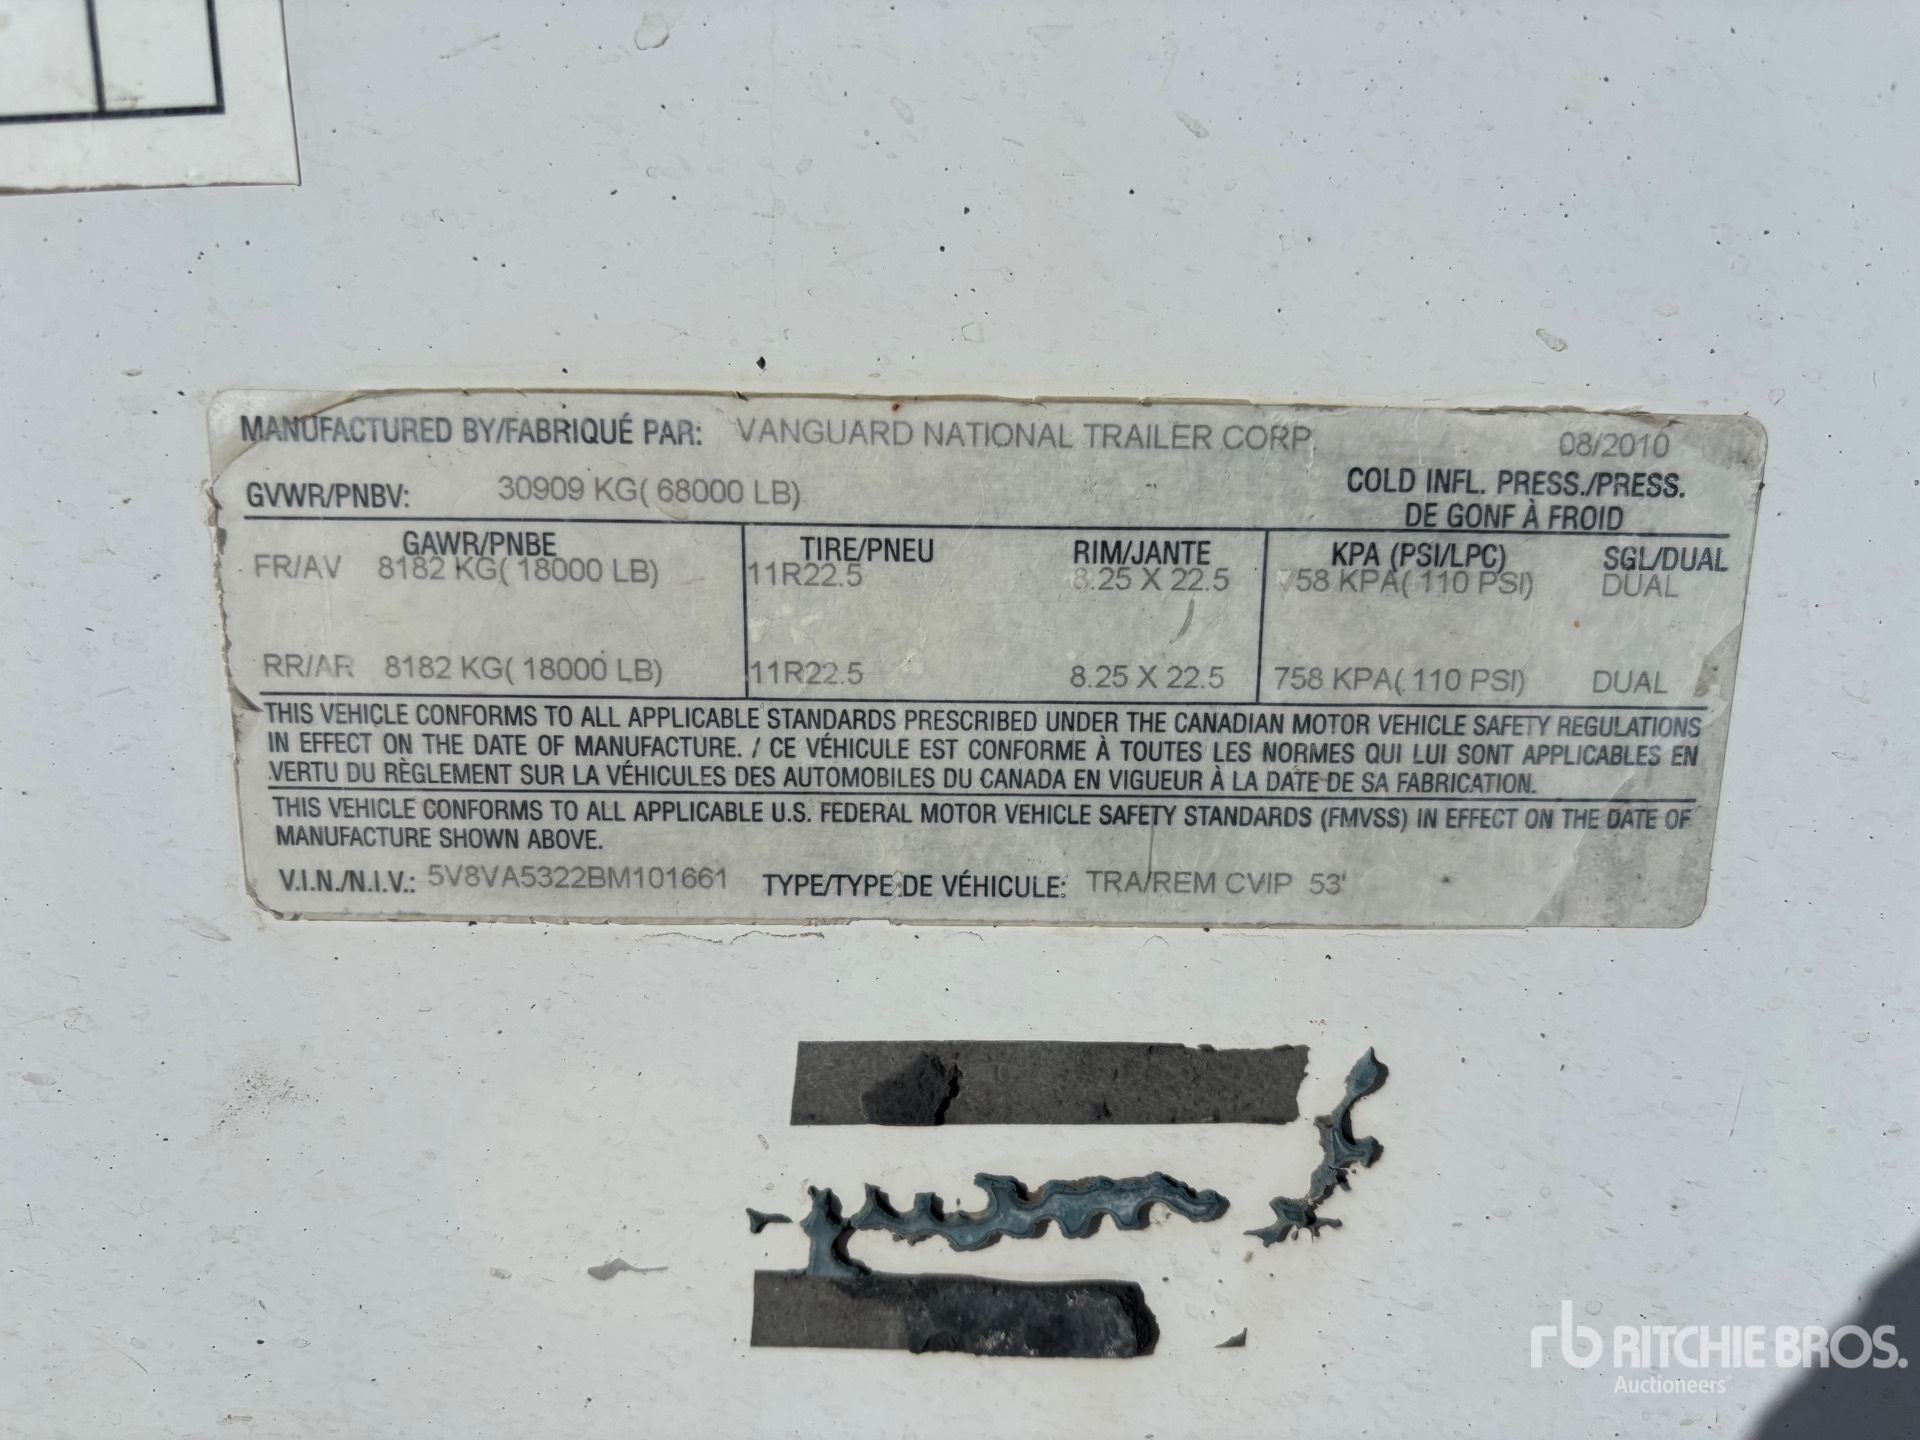 MANUFACTURED BY/FABRIQUÉ PAR: VANGUARD NATIONAL TRAILER CORP. 08/2010
GVWR/PNBV: 30909 KG( 68000 LB) COLD INFL. PRESS./PRESS.
DE GONF À FROID
GAWR/PNBE TIRE/PNEU RIM/JANTE KPA (PSI/LPC) SGL/DUAL
FR/AV 8182 KG( 18000 LB) 11R22.5 8.25 X 22.5 758 KPA( 110 PSI) DUAL
RR/AR 8182 KG( 18000 LB) 11R22.5 8.25 X 22.5 758 KPA( 110 PSI) DUAL
THIS VEHICLE CONFORMS TO ALL APPLICABLE STANDARDS PRESCRIBED UNDER THE CANADIAN MOTOR VEHICLE SAFETY REGULATIONS
IN EFFECT ON THE DATE OF MANUFACTURE. / CE VÉHICULE EST CONFORME À TOUTES LES NORMES QUI LUI SONT APPLICABLES EN
VERTU DU RÈGLEMENT SUR LA VÉHICULES DES AUTOMOBILES DU CANADA EN VIGUEUR À LA DATE DE SA FABRICATION.
THIS VEHICLE CONFORMS TO ALL APPLICABLE U.S. FEDERAL MOTOR VEHICLE SAFETY STANDARDS (FMVSS) IN EFFECT ON THE DATE OF
MANUFACTURE SHOWN ABOVE.
V.I.N./N.I.V.: 5V8VA5322BM101661 TYPE/TYPE DE VÉHICULE: TRA/REM CVIP 53'
rb RITCHIE BROS.
Auctioneers